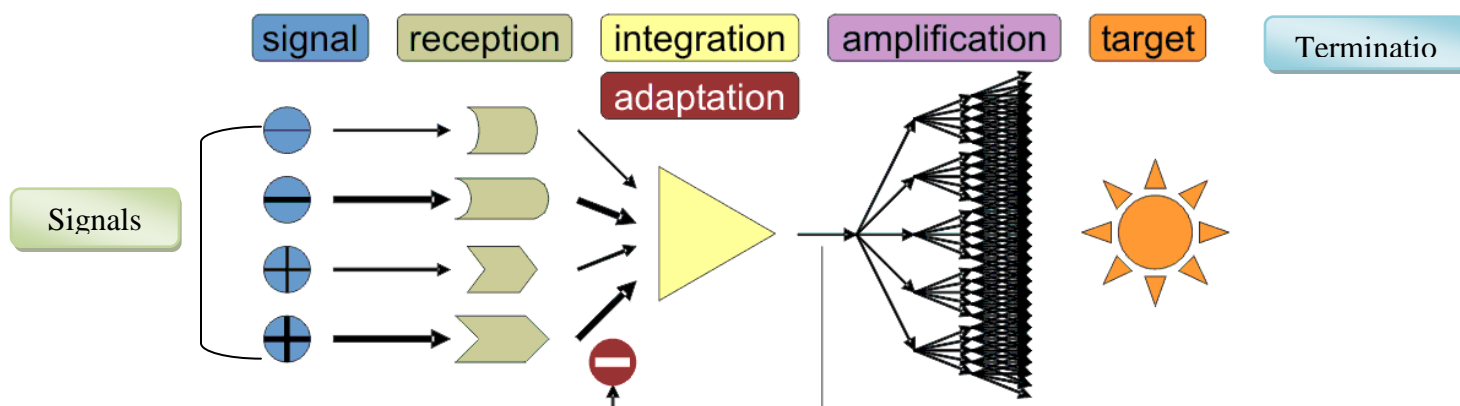 signal
reception
integration
amplification
target
Terminatio
adaptation
Signals